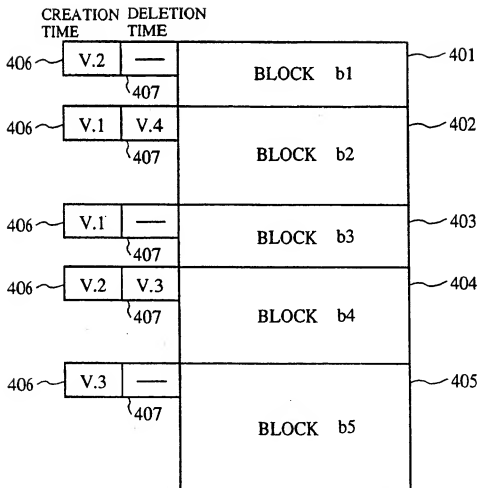 CREATION TIME DELETION TIME
406 V.2 — BLOCK b1 401
407
406 V.1 V.4 BLOCK b2 402
407
406 V.1 — BLOCK b3 403
407
406 V.2 V.3 BLOCK b4 404
407
406 V.3 — BLOCK b5 405
407